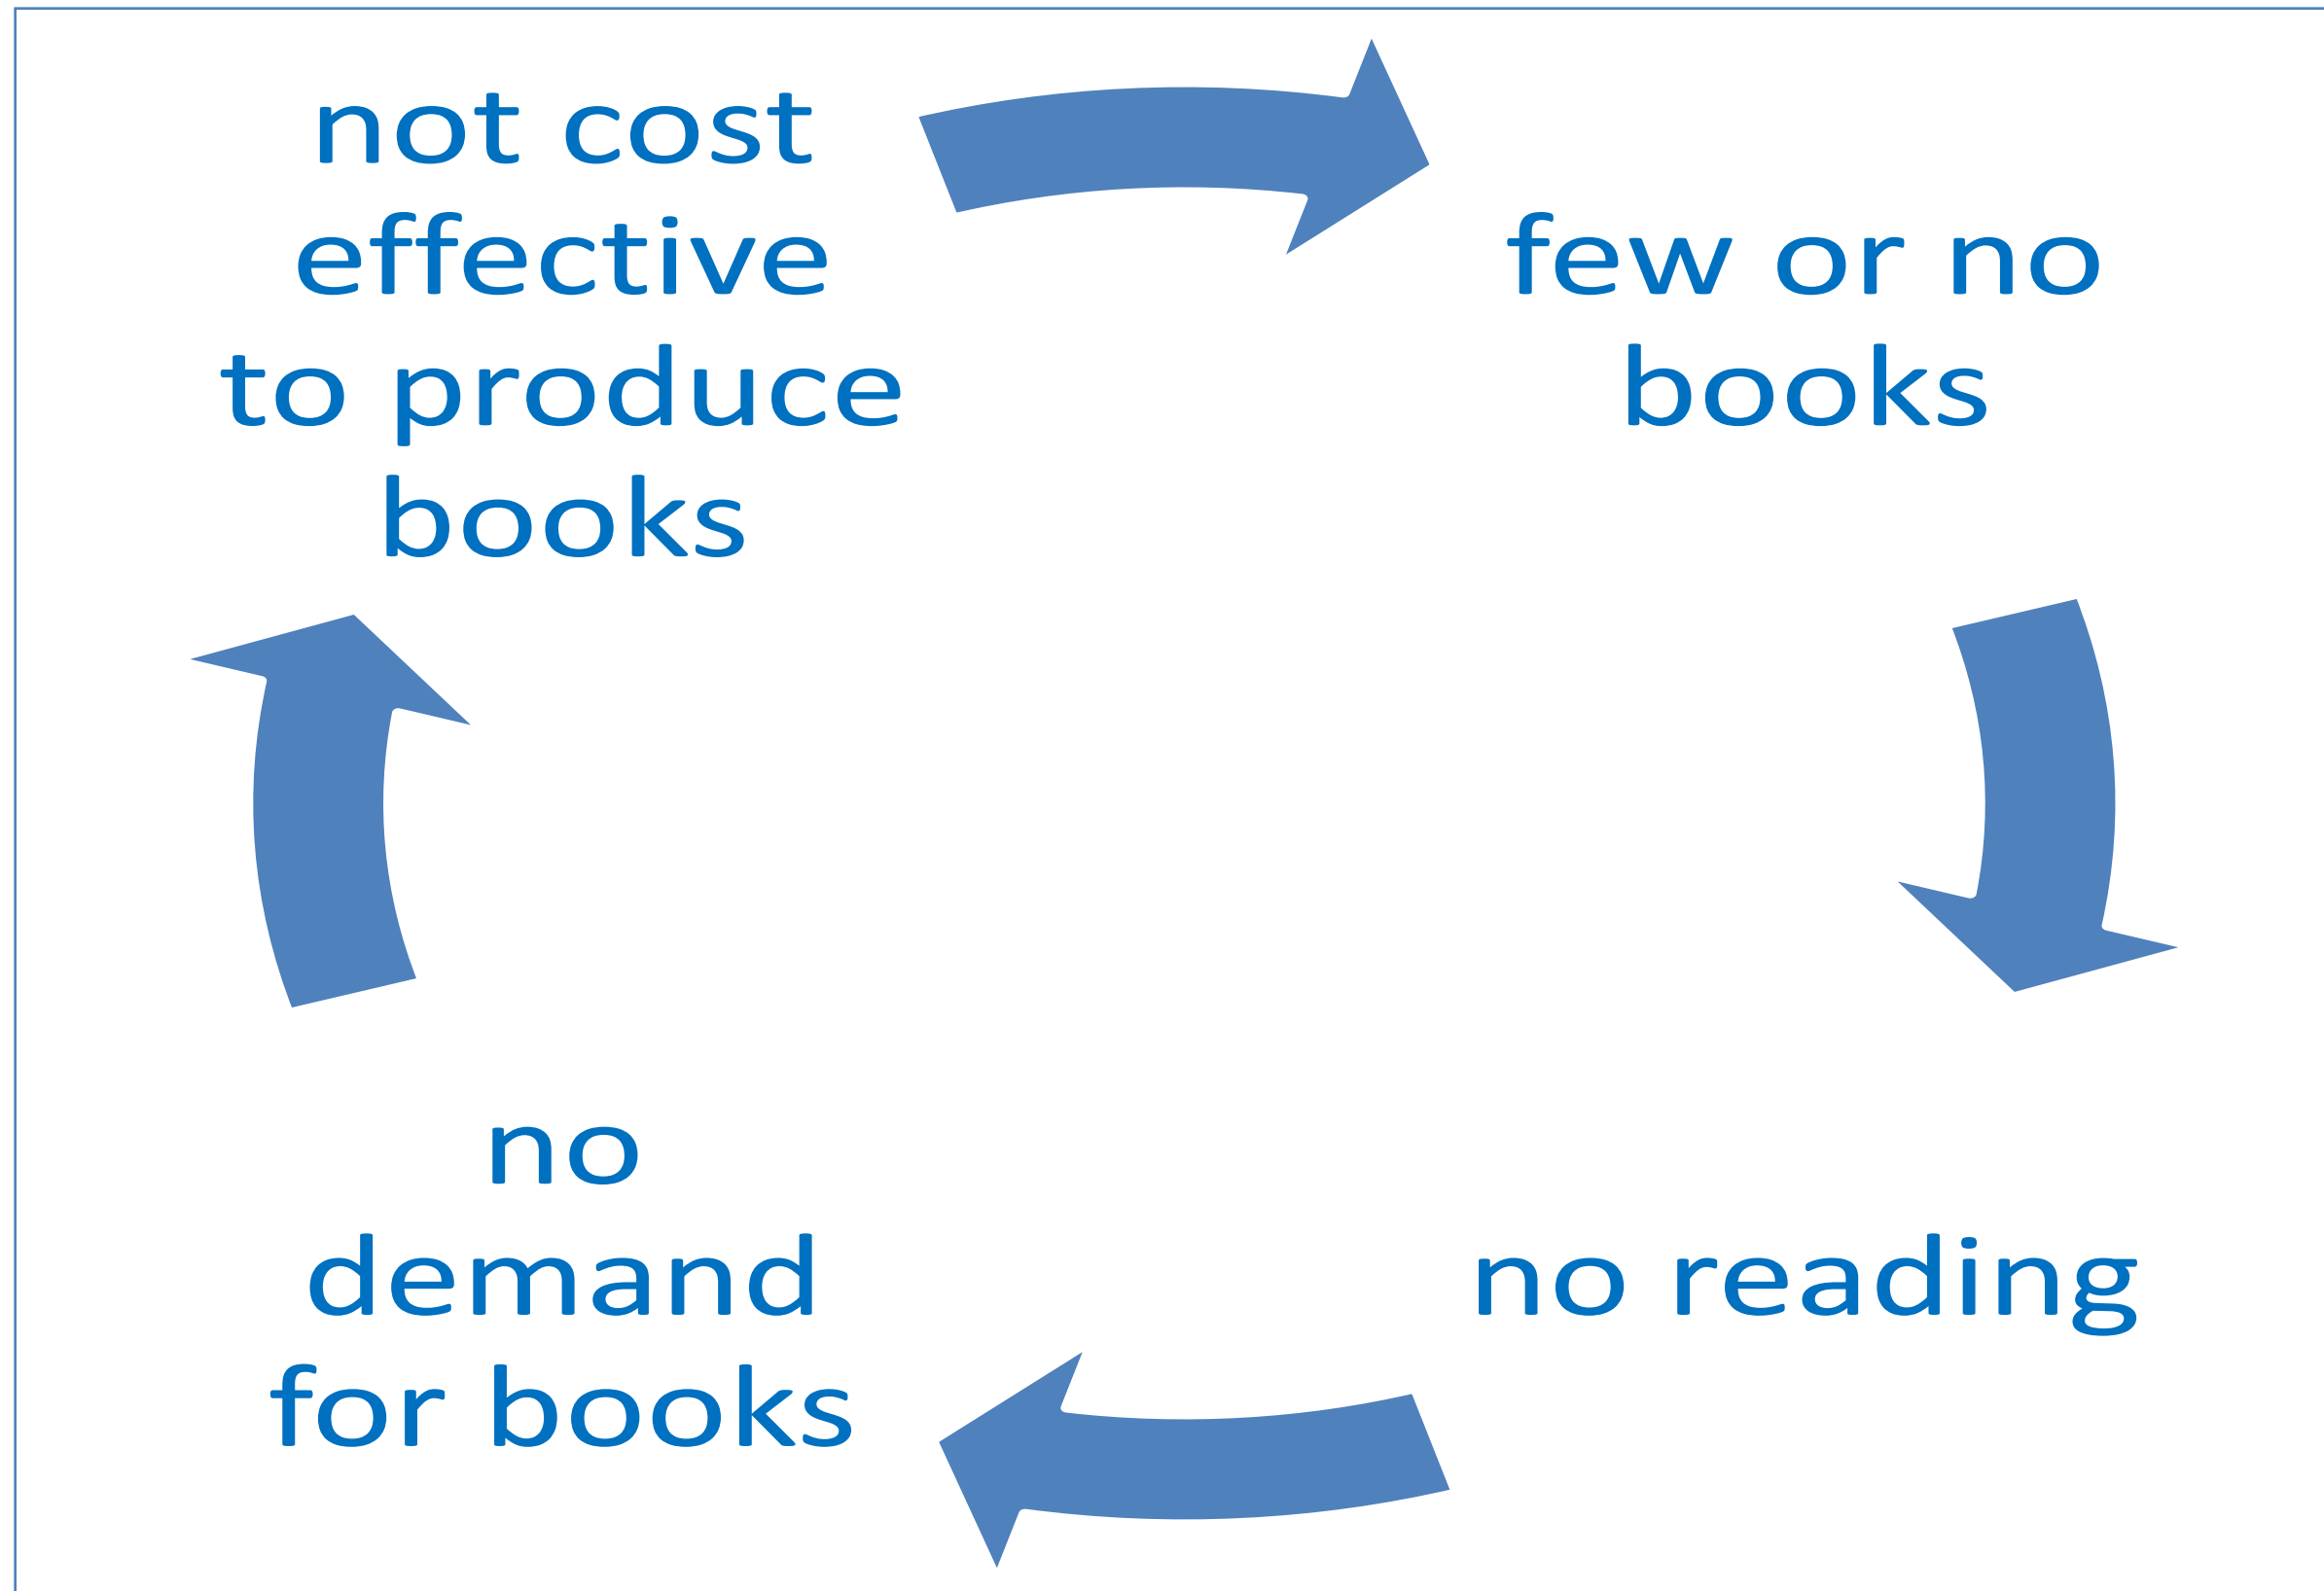 not cost
effective
to produce
books
few or no
books
no reading
no
demand
for books